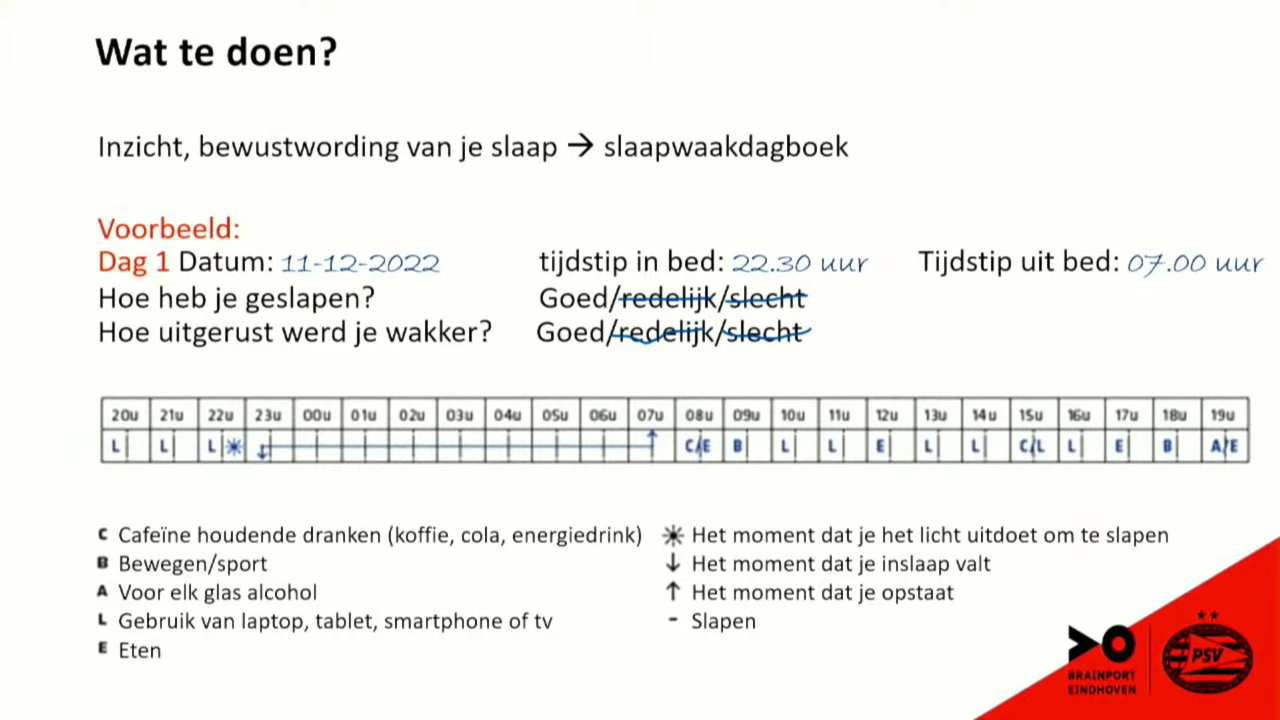 Wat te doen?
Inzicht, bewustwording van je slaap → slaapwaakdagboek
Voorbeeld:
Dag 1 Datum: 11-12-2022 tijdstip in bed: 22.30 uur Tijdstip uit bed: 07.00 uur
Hoe heb je geslapen? Goed/redelijk/slecht
Hoe uitgerust werd je wakker? Goed/redelijk/slecht
20u 21u 22u 23u 00u 01u 02u 03u 04u 05u 06u 07u 08u 09u 10u 11u 12u 13u 14u 15u 16u 17u 18u 19u
L L L C/E B L L E L L C/L L E B A/E
C Cafeïne houdende dranken (koffie, cola, energiedrink)
B Bewegen/sport
A Voor elk glas alcohol
L Gebruik van laptop, tablet, smartphone of tv
E Eten
☀ Het moment dat je het licht uitdoet om te slapen
↓ Het moment dat je inslaap valt
↑ Het moment dat je opstaat
- Slapen
BRAINPORT
EINDHOVEN
PSV